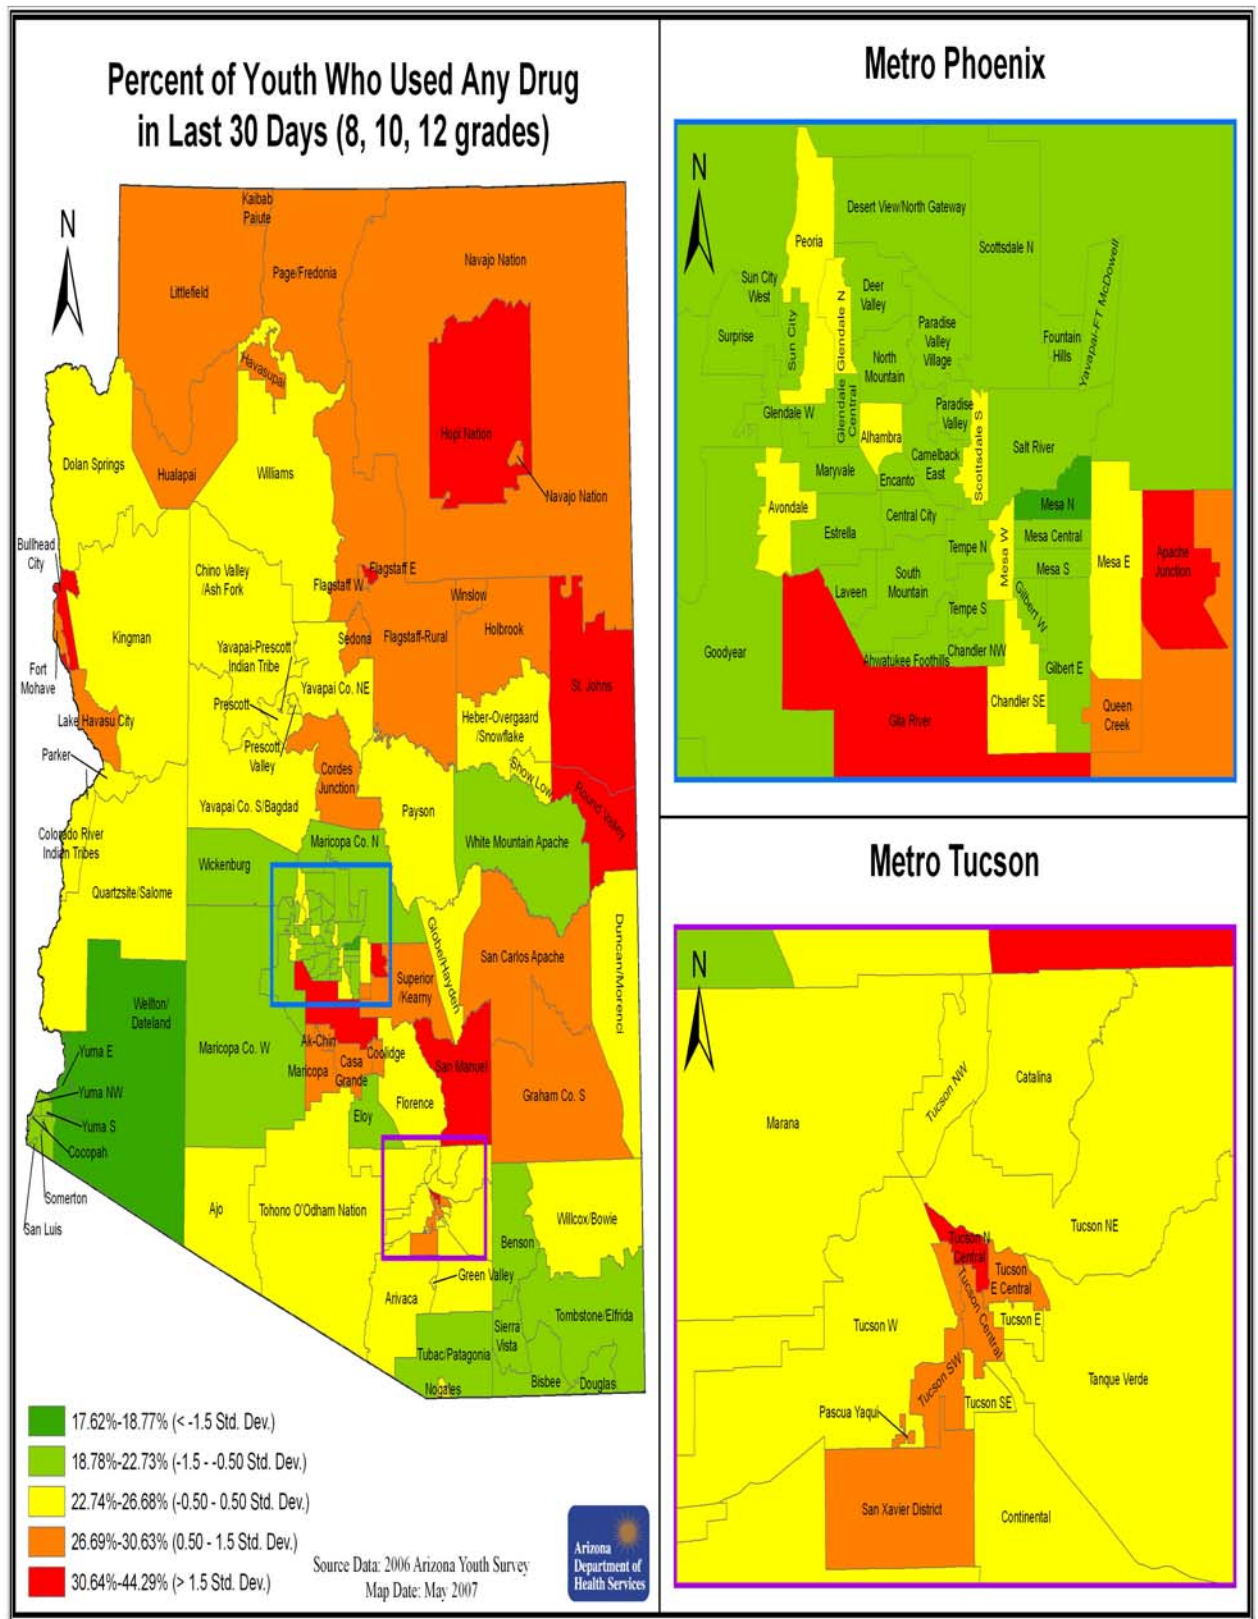 Percent of Youth Who Used Any Drug
in Last 30 Days (8, 10, 12 grades)
N
Kaibab
Paiute
Navajo Nation
Page/Fredonia
Littlefield
Havasupai
Hopi Nation
Dolan Springs
Hualapai
Williams
Navajo Nation
Bullhead
City
Chino Valley
/Ash Fork
Flagstaff E
Flagstaff W
Winslow
Kingman
Holbrook
Sedona
Flagstaff-Rural
Yavapai-Prescott
Indian Tribe
Fort
Mohave
Yavapai Co. NE
St. Johns
Prescott
Lake Havasu City
Heber-Overgaard
/Snowflake
Prescott
Valley
Parker
Cordes
Junction
Show Low
Round Valley
Yavapai Co. S/Bagdad
Payson
Colorado River
Indian Tribes
Maricopa Co. N
White Mountain Apache
Wickenburg
Quartzsite/Salome
Globe/Hayden
Duncan/Morenci
San Carlos Apache
Superior
/Kearny
Wellton/
Dateland
Maricopa Co. W
Ak-Chin
Yuma E
Casa
Grande
Coolidge
San Manuel
Maricopa
Yuma NW
Florence
Graham Co. S
Eloy
Yuma S
Cocopah
Somerton
San Luis
Ajo
Tohono O'Odham Nation
Willcox/Bowie
Benson
Green Valley
Arivaca
Tombstone/Elfrida
Sierra
Vista
Tubac/Patagonia
Nogales
Bisbee
Douglas
17.62%-18.77% (< -1.5 Std. Dev.)
18.78%-22.73% (-1.5 - -0.50 Std. Dev.)
22.74%-26.68% (-0.50 - 0.50 Std. Dev.)
26.69%-30.63% (0.50 - 1.5 Std. Dev.)
30.64%-44.29% (> 1.5 Std. Dev.)
Source Data: 2006 Arizona Youth Survey
Map Date: May 2007
Arizona
Department of
Health Services
Metro Phoenix
N
Desert View/North Gateway
Peoria
Scottsdale N
Yavapai-FT McDowell
Sun City
West
Deer
Valley
Glendale N
Sun City
Surprise
Paradise
Valley
Village
Fountain
Hills
North
Mountain
Glendale W
Glendale
Central
Paradise
Valley
Scottsdale S
Alhambra
Salt River
Camelback
East
Maryvale
Encanto
Avondale
Central City
Mesa N
Estrella
Mesa Central
Tempe N
Mesa W
Mesa E
Apache
Junction
Mesa S
South
Mountain
Laveen
Gilbert W
Tempe S
Goodyear
Chandler NW
Ahwatukee Foothills
Gilbert E
Chandler SE
Queen
Creek
Gila River
Metro Tucson
N
Tucson NW
Catalina
Marana
Tucson NE
Tucson N
Central
Tucson
E Central
Tucson Central
Tucson E
Tucson W
Tucson SW
Tanque Verde
Tucson SE
Pascua Yaqui
San Xavier District
Continental